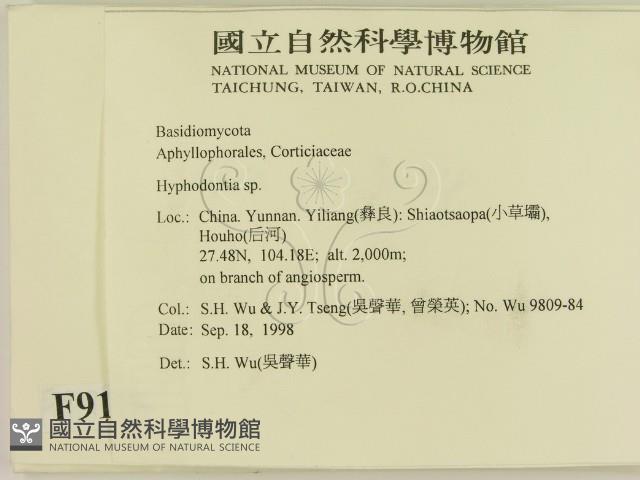 國立自然科學博物館
NATIONAL MUSEUM OF NATURAL SCIENCE
TAICHUNG, TAIWAN, R.O.CHINA
Basidiomycota
Aphyllophorales, Corticiaceae
Hyphodontia sp.
Loc.: China. Yunnan. Yiliang(彝良): Shiaotsaopa(小草壩),
Houho(后河)
27.48N, 104.18E; alt. 2,000m;
on branch of angiosperm.
Col.: S.H. Wu & J.Y. Tseng(吳聲華, 曾榮英); No. Wu 9809-84
Date: Sep. 18, 1998
Det.: S.H. Wu(吳聲華)
F91
國立自然科學博物館
NATIONAL MUSEUM OF NATURAL SCIENCE